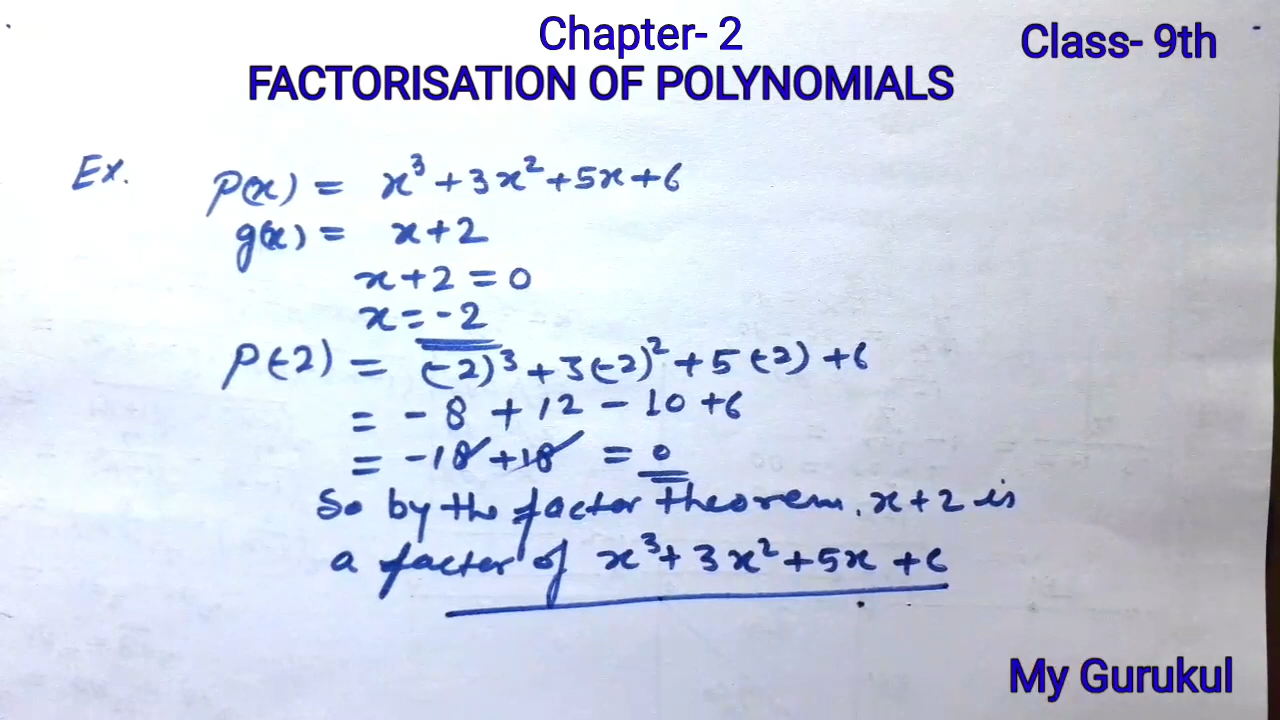 Chapter- 2
Class- 9th
FACTORISATION OF POLYNOMIALS
Ex. P(x) = x³+3x²+5x+6
g(x) = x+2
x+2 = 0
x = -2
P(-2) = (-2)³+3(-2)²+5(-2)+6
= -8 + 12 - 10 +6
= -18 +18 = 0
So by the factor theorem, x+2 is
a factor of x³+3x²+5x+6
My Gurukul